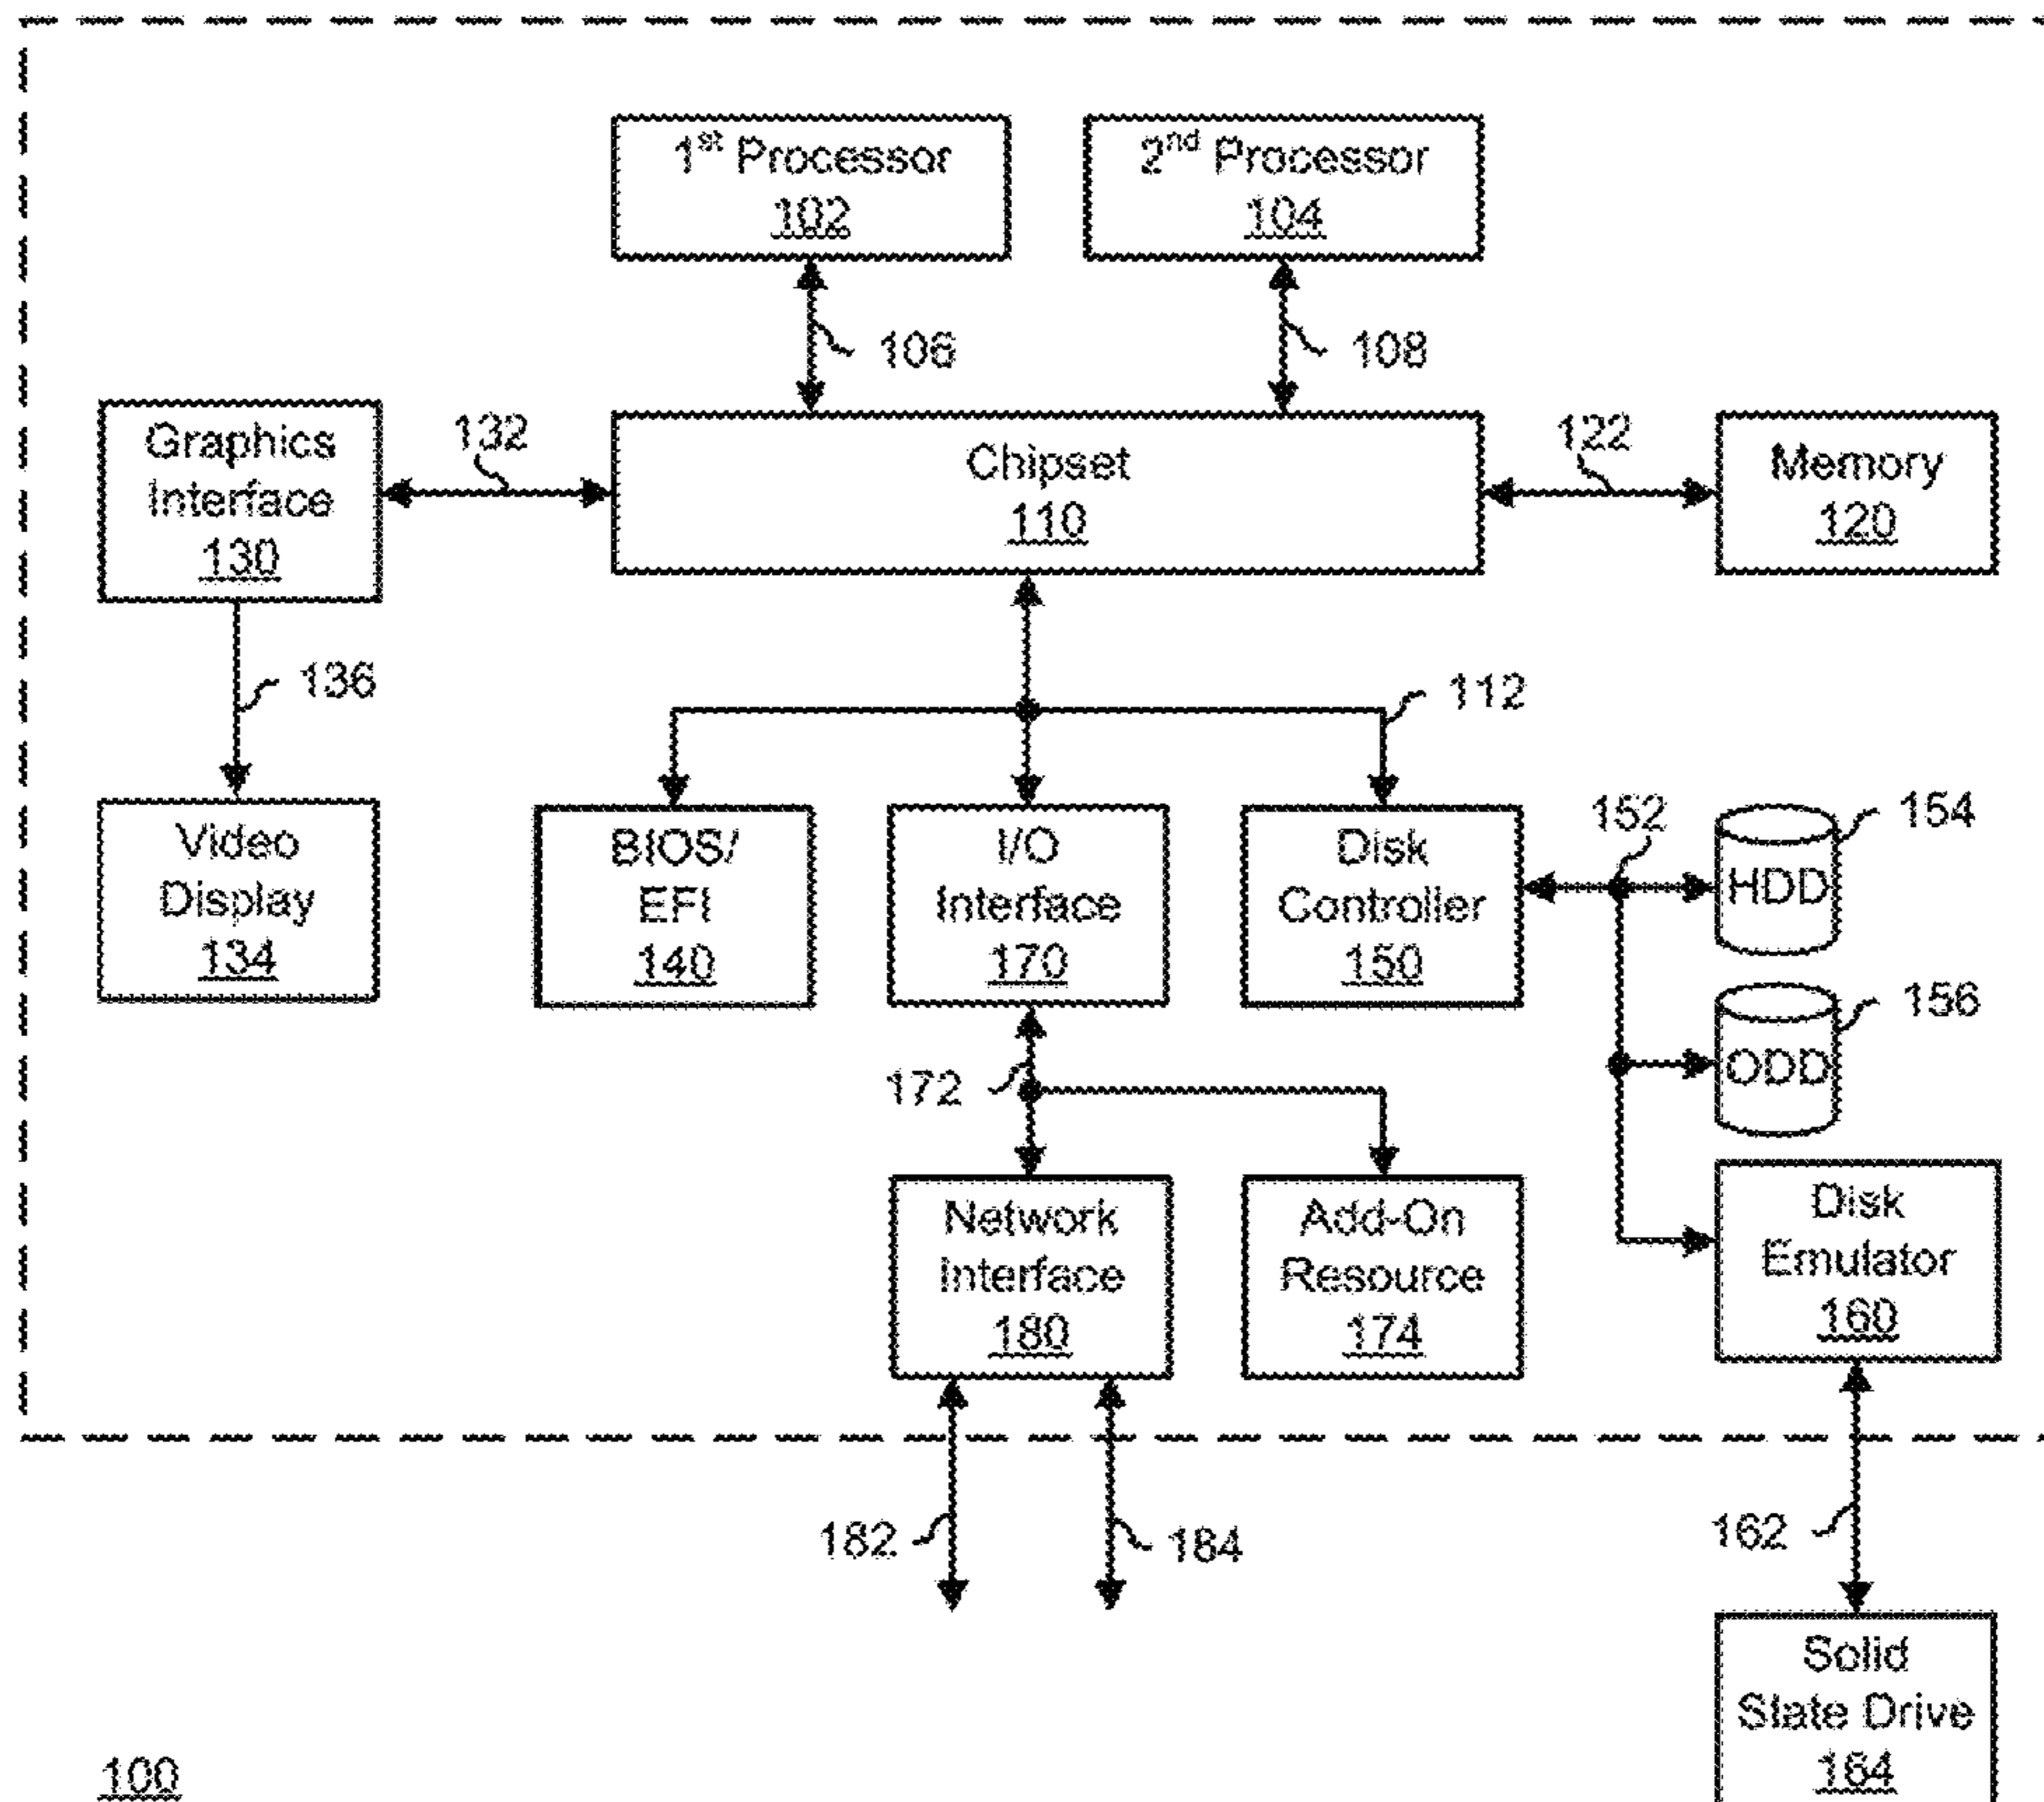 1st Processor
102
2nd Processor
104
106
108
Graphics
Interface
130
132
Chipset
110
122
Memory
120
136
112
Video
Display
134
BIOS/
EFI
140
I/O
Interface
170
Disk
Controller
150
152
HDD
154
ODD
156
172
Network
Interface
180
Add-On
Resource
174
Disk
Emulator
160
182
184
162
Solid
State Drive
164
100